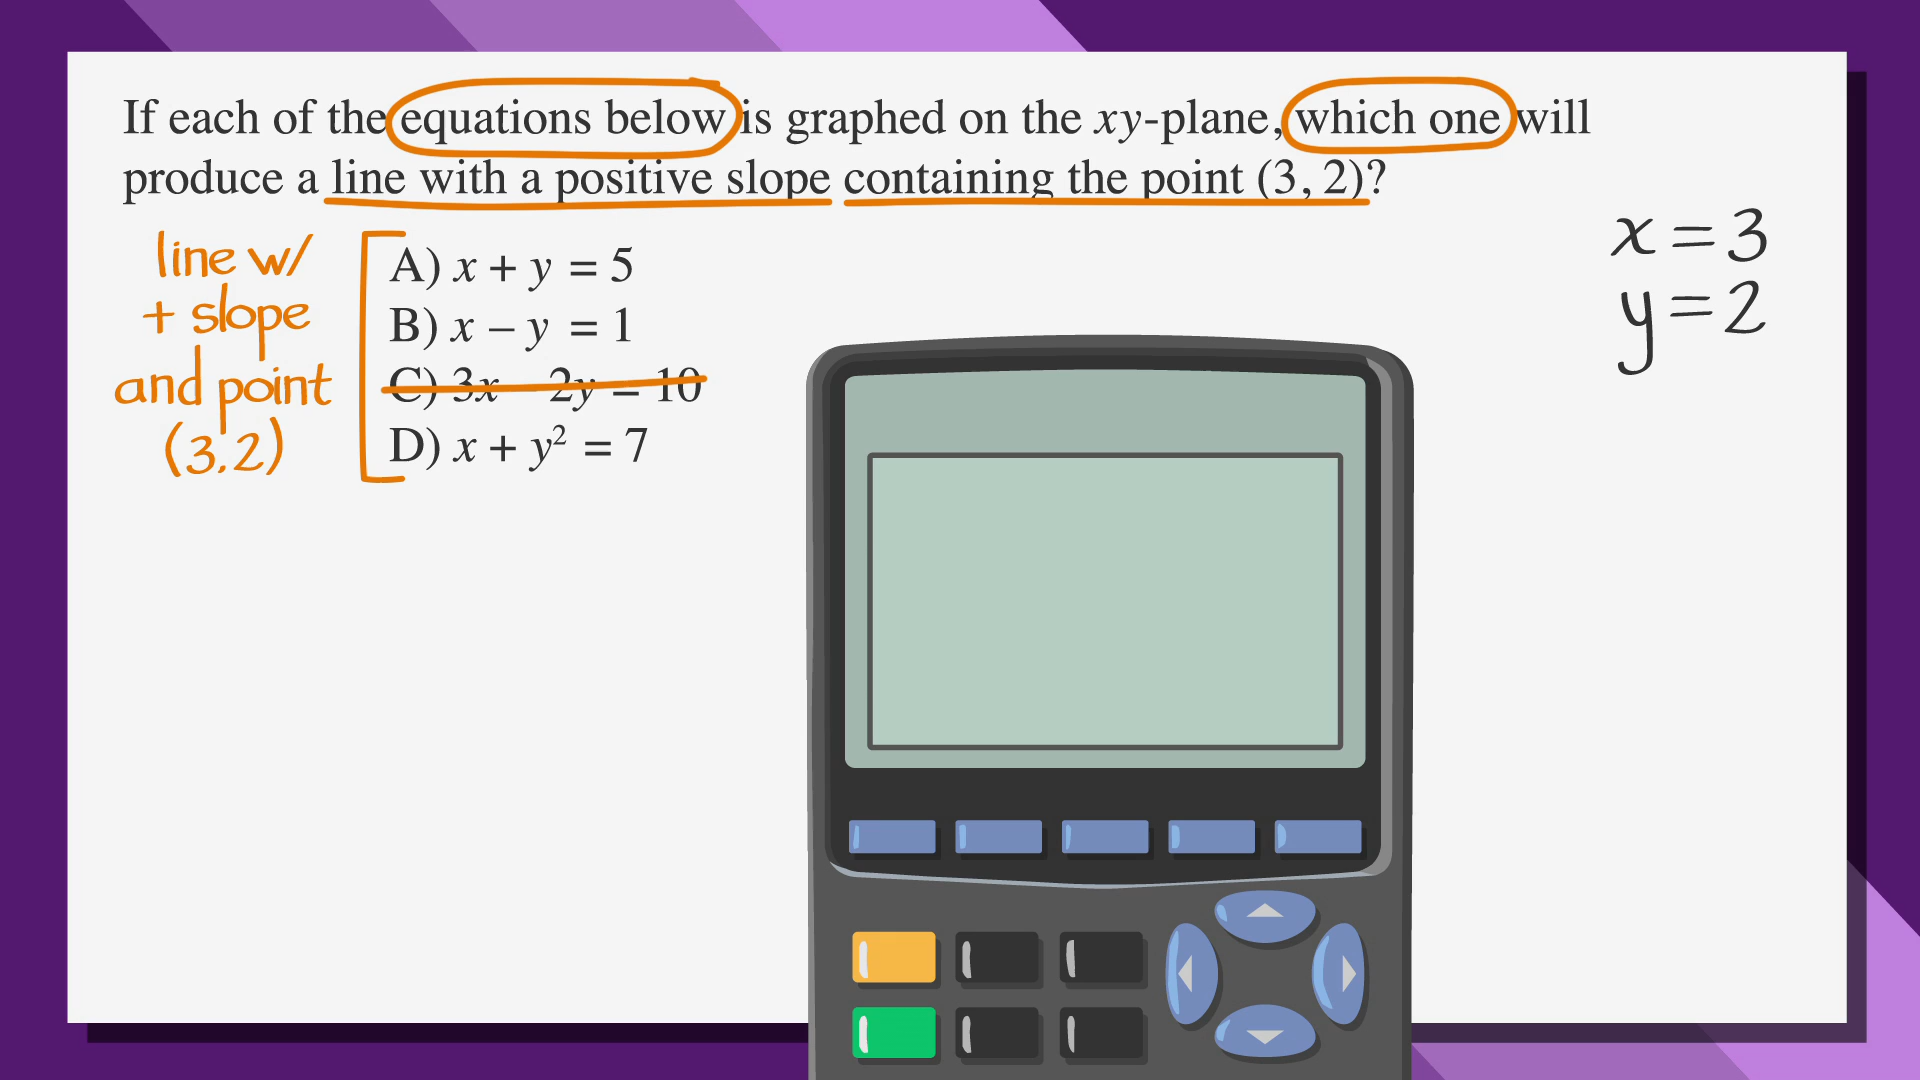 If each of the equations below is graphed on the xy-plane, which one will
produce a line with a positive slope containing the point (3, 2)?
line w/
+ slope
and point
(3,2)
A) x + y = 5
B) x – y = 1
C) 3x – 2y = 10
D) x + y² = 7
x = 3
y = 2